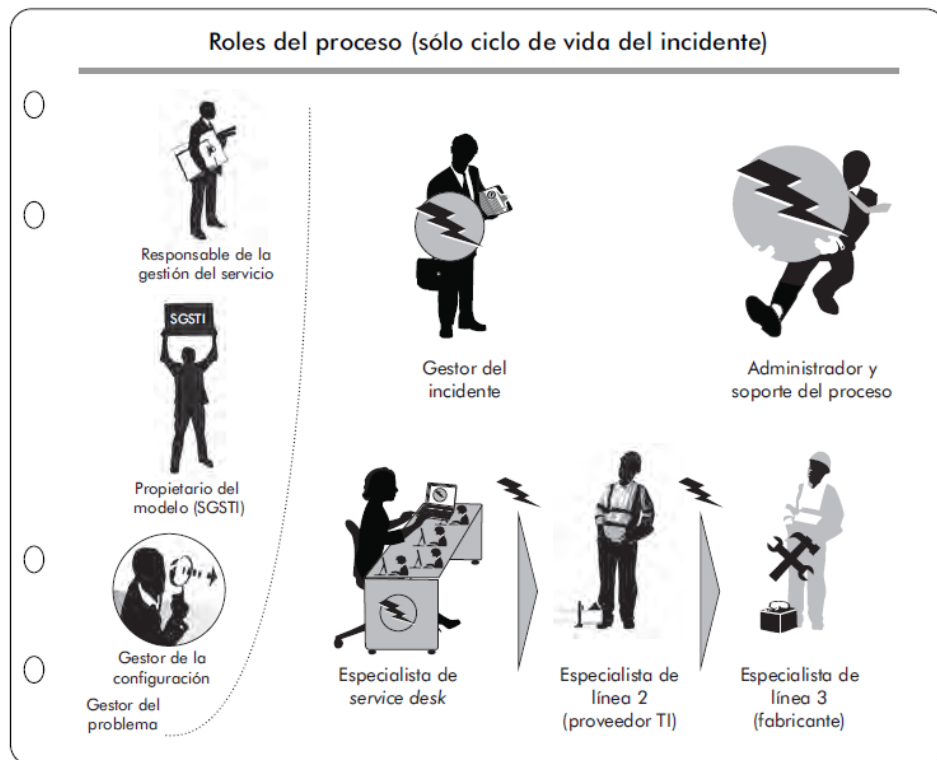 Roles del proceso (sólo ciclo de vida del incidente)
Responsable de la
gestión del servicio
SGSTI
Propietario del
modelo (SGSTI)
Gestor de la
configuración
Gestor del
problema
Gestor del
incidente
Administrador y
soporte del proceso
Especialista de
service desk
Especialista de
línea 2
(proveedor TI)
Especialista de
línea 3
(fabricante)